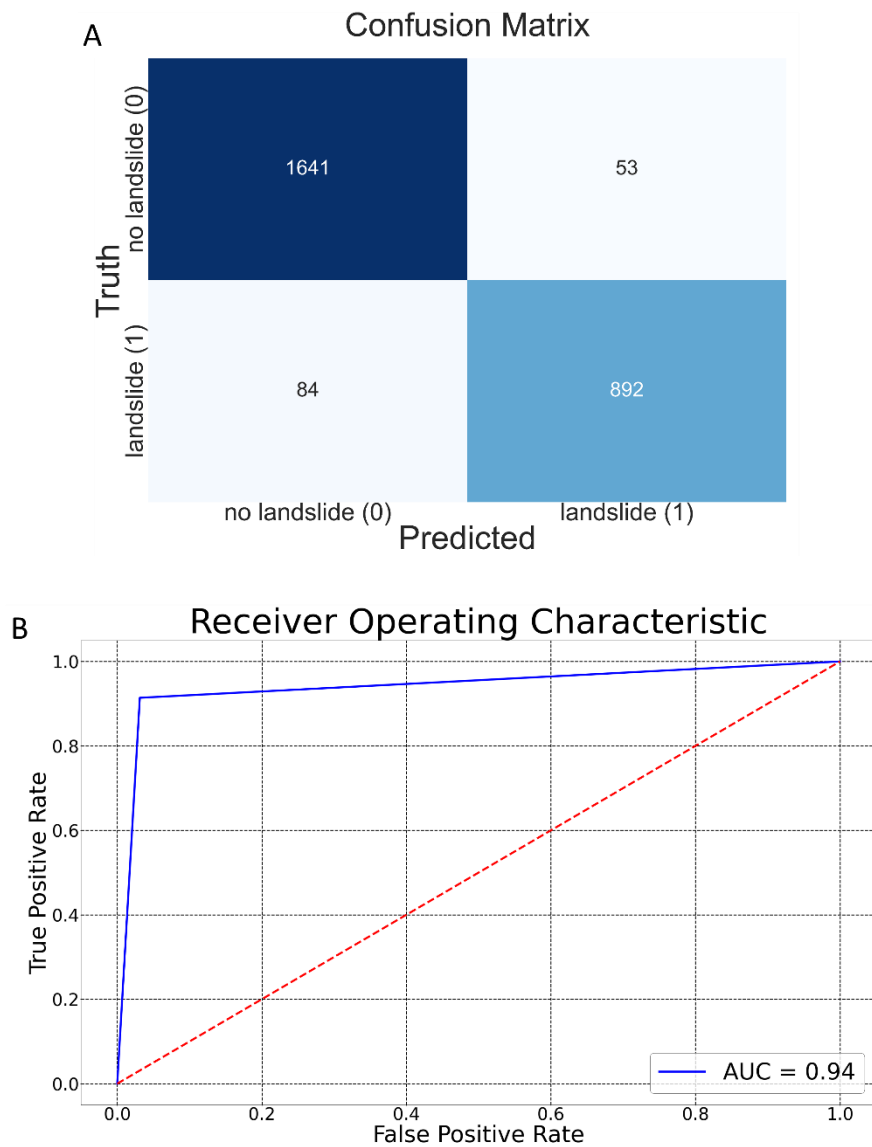 A
Confusion Matrix
Truth
no landslide (0)
1641
53
landslide (1)
84
892
no landslide (0)
landslide (1)
Predicted
B
Receiver Operating Characteristic
True Positive Rate
1.0
0.8
0.6
0.4
0.2
0.0
AUC = 0.94
0.0
0.2
0.4
0.6
0.8
1.0
False Positive Rate